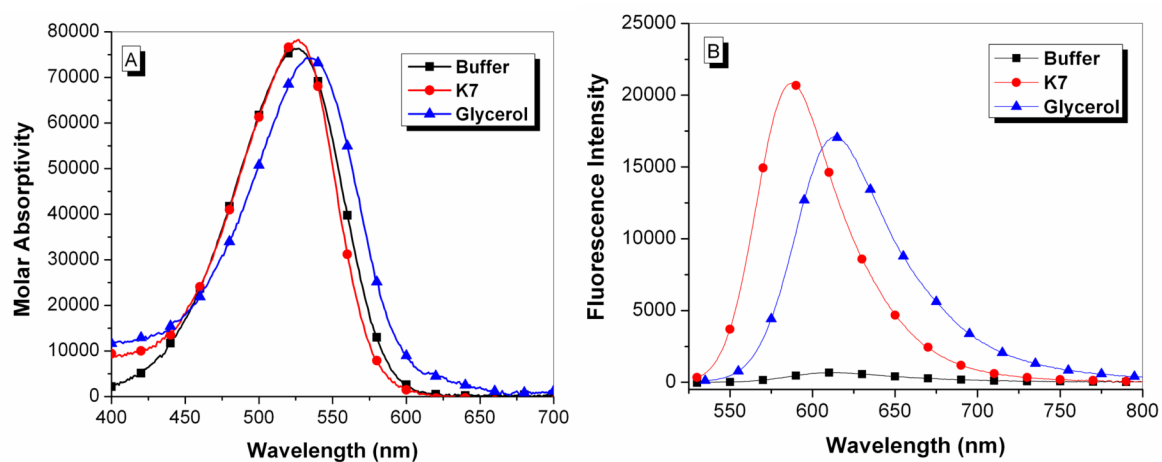 A
Buffer
K7
Glycerol
Molar Absorptivity
80000
70000
60000
50000
40000
30000
20000
10000
0
400 450 500 550 600 650 700
Wavelength (nm)
B
Buffer
K7
Glycerol
Fluorescence Intensity
25000
20000
15000
10000
5000
0
550 600 650 700 750 800
Wavelength (nm)